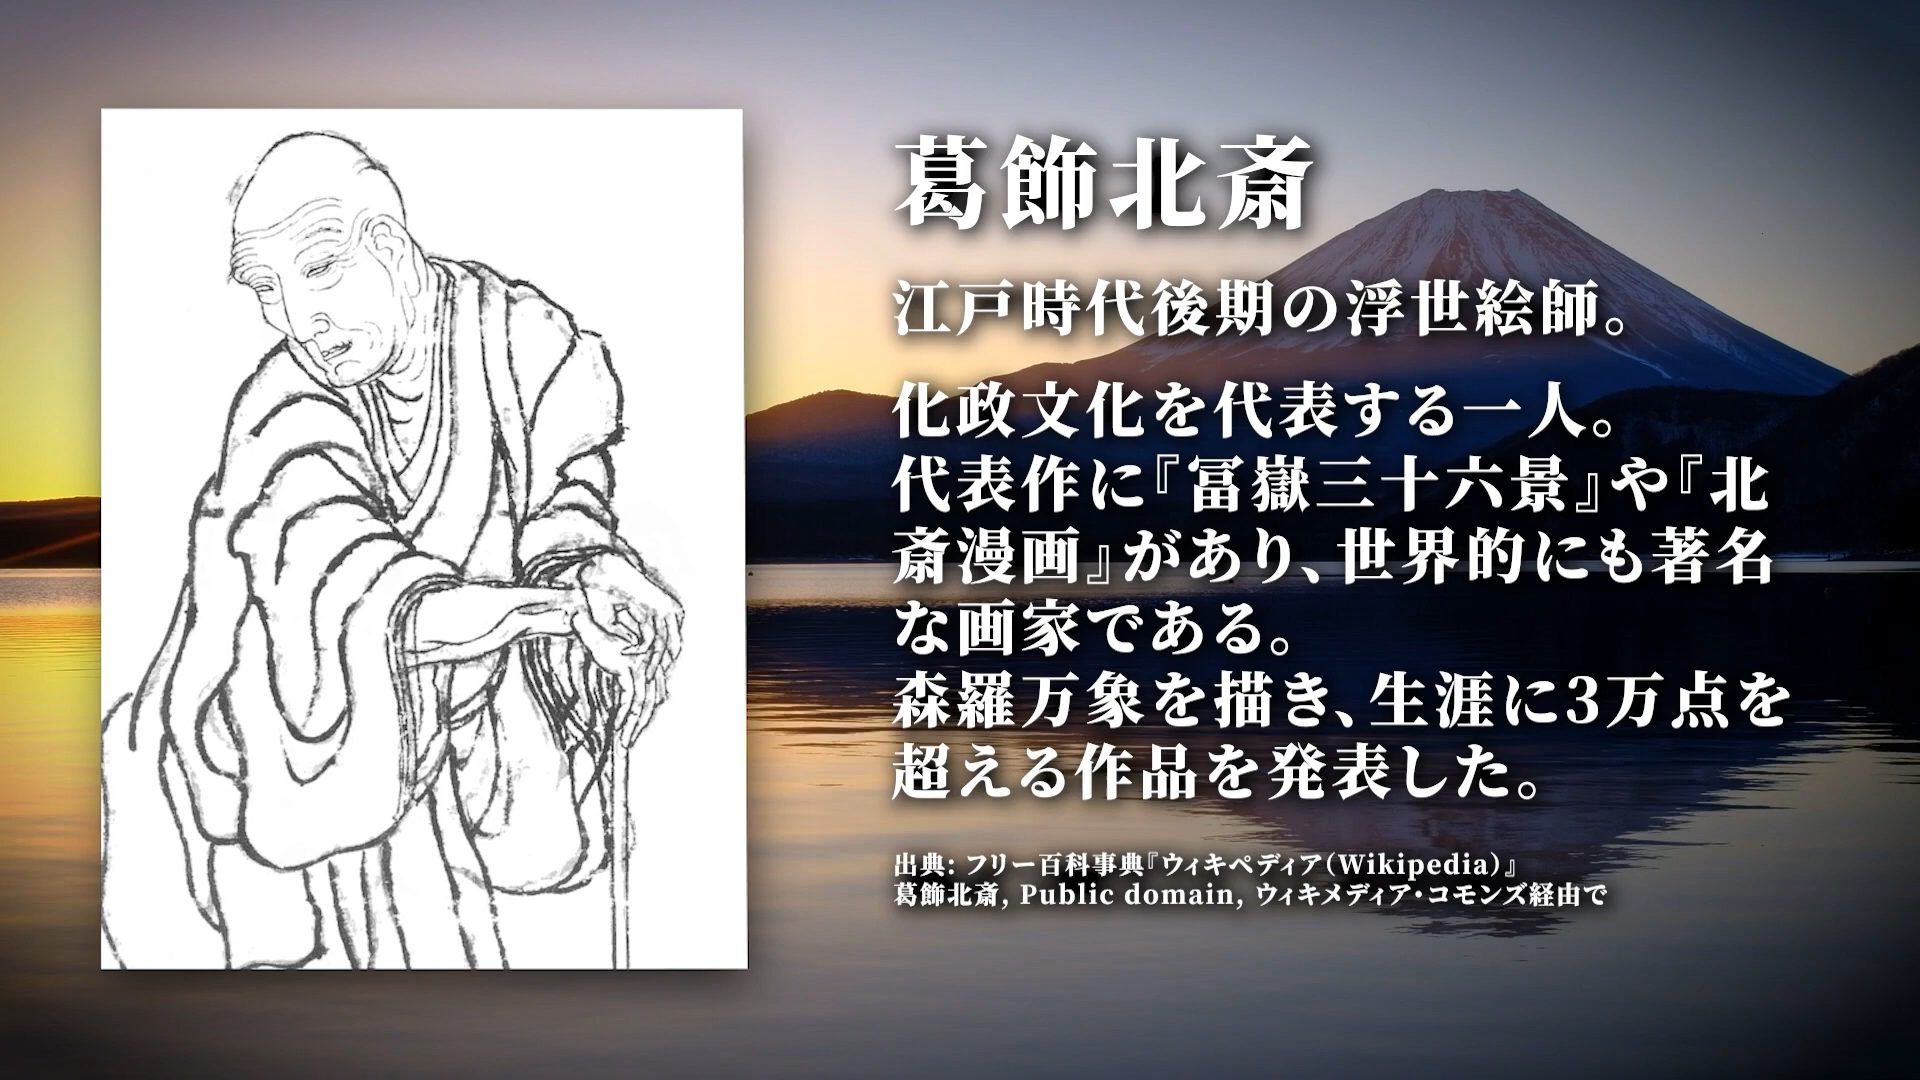 葛飾北斎
江戸時代後期の浮世絵師。
化政文化を代表する一人。
代表作に『冨嶽三十六景』や『北
斎漫画』があり、世界的にも著名
な画家である。
森羅万象を描き、生涯に3万点を
超える作品を発表した。
出典: フリー百科事典『ウィキペディア(Wikipedia)』
葛飾北斎, Public domain, ウィキメディア・コモンズ経由で